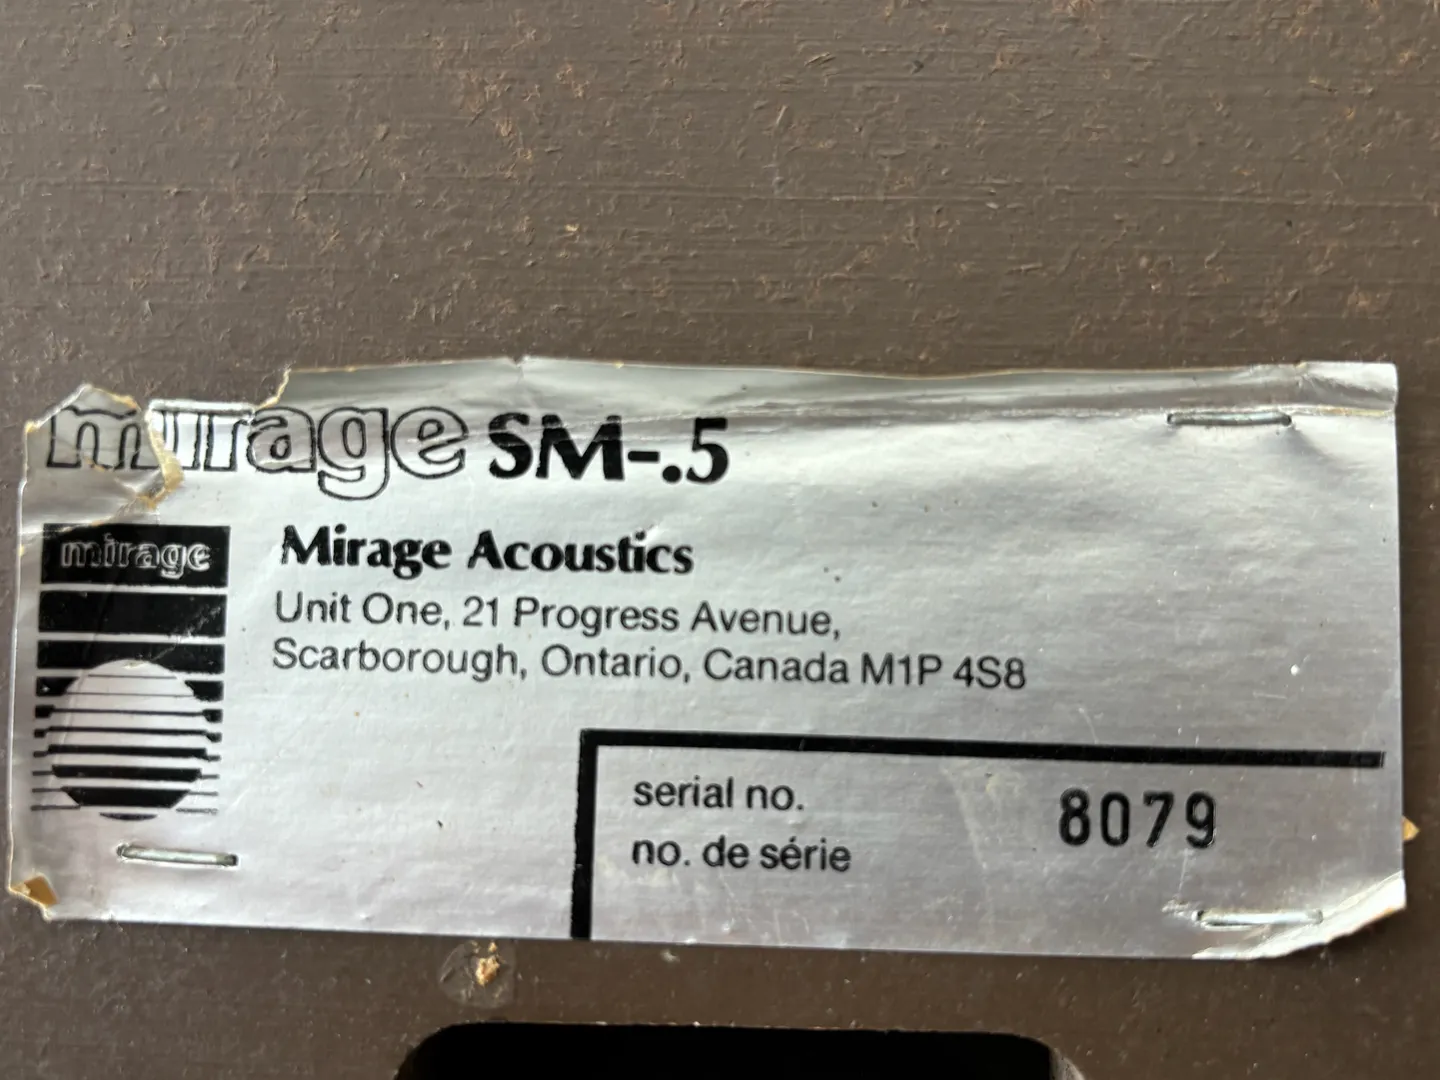 mirage SM-.5
mirage
Mirage Acoustics
Unit One, 21 Progress Avenue,
Scarborough, Ontario, Canada M1P 4S8
serial no. 8079
no. de série